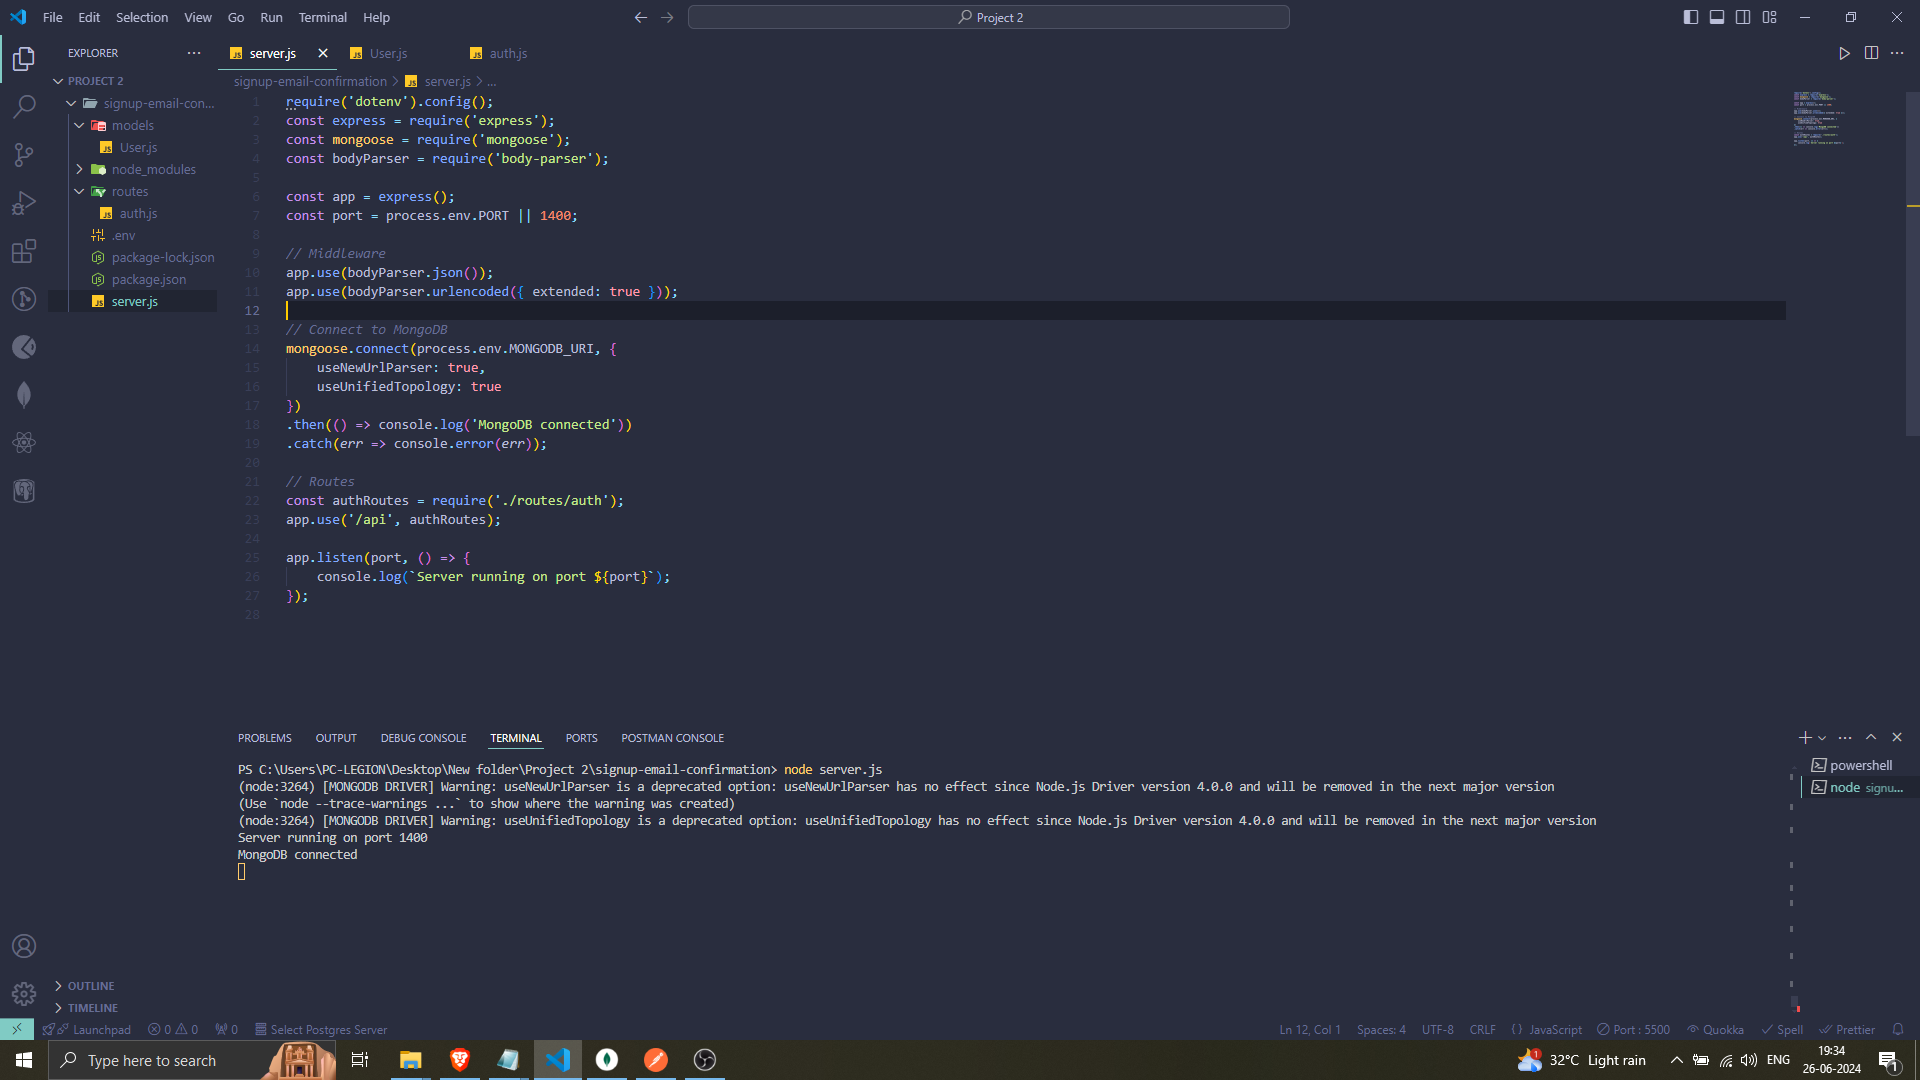 File Edit Selection View Go Run Terminal Help
Project 2
EXPLORER
PROJECT 2
signup-email-con...
models
User.js
node_modules
routes
auth.js
.env
package-lock.json
package.json
server.js
OUTLINE
TIMELINE
server.js User.js auth.js
signup-email-confirmation > server.js > ...
1 require('dotenv').config();
2 const express = require('express');
3 const mongoose = require('mongoose');
4 const bodyParser = require('body-parser');
5
6 const app = express();
7 const port = process.env.PORT || 1400;
8
9 // Middleware
10 app.use(bodyParser.json());
11 app.use(bodyParser.urlencoded({ extended: true }));
12
13 // Connect to MongoDB
14 mongoose.connect(process.env.MONGODB_URI, {
15 useNewUrlParser: true,
16 useUnifiedTopology: true
17 })
18 .then(() => console.log('MongoDB connected'))
19 .catch(err => console.error(err));
20
21 // Routes
22 const authRoutes = require('./routes/auth');
23 app.use('/api', authRoutes);
24
25 app.listen(port, () => {
26 console.log(`Server running on port ${port}`);
27 });
28
PROBLEMS OUTPUT DEBUG CONSOLE TERMINAL PORTS POSTMAN CONSOLE
PS C:\Users\PC-LEGION\Desktop\New folder\Project 2\signup-email-confirmation> node server.js
(node:3264) [MONGODB DRIVER] Warning: useNewUrlParser is a deprecated option: useNewUrlParser has no effect since Node.js Driver version 4.0.0 and will be removed in the next major version
(Use `node --trace-warnings ...` to show where the warning was created)
(node:3264) [MONGODB DRIVER] Warning: useUnifiedTopology is a deprecated option: useUnifiedTopology has no effect since Node.js Driver version 4.0.0 and will be removed in the next major version
Server running on port 1400
MongoDB connected
powershell
node signu...
Launchpad 0 0 0 Select Postgres Server
Ln 12, Col 1 Spaces: 4 UTF-8 CRLF {} JavaScript Port : 5500 Quokka Spell Prettier
Type here to search
1 32°C Light rain ENG
19:34
26-06-2024
1